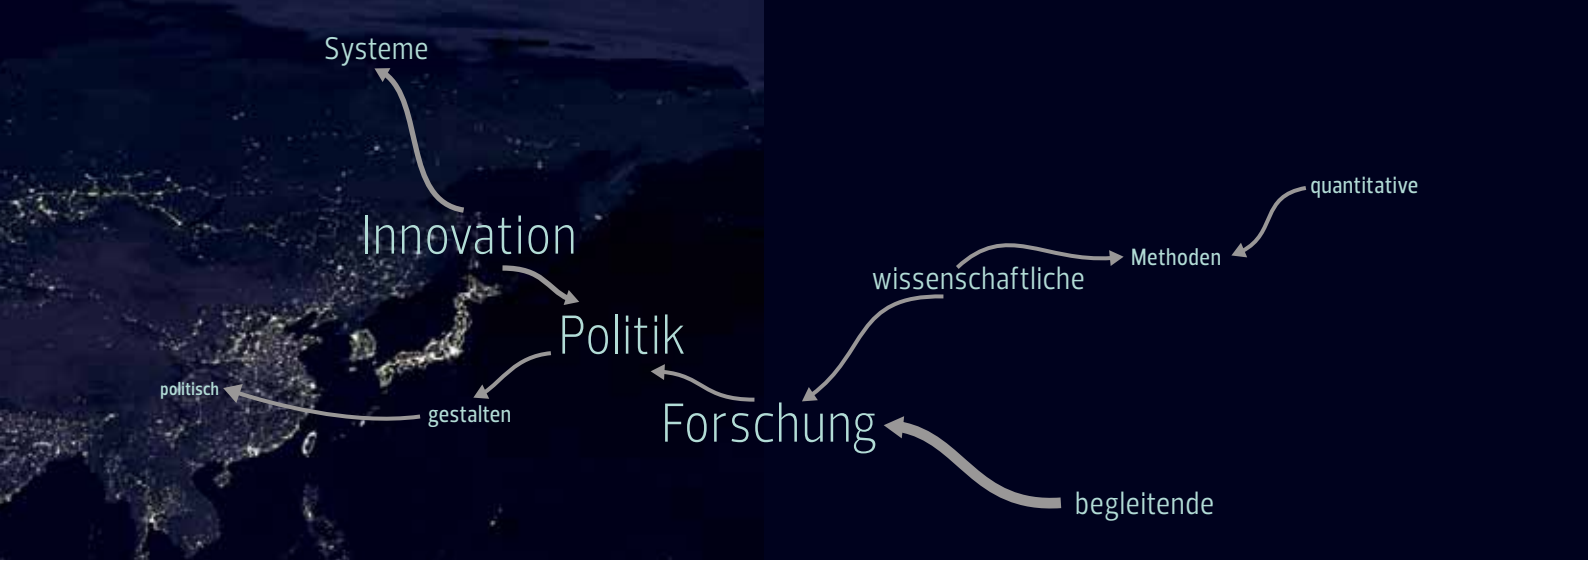 Systeme
quantitative
Innovation
Methoden
wissenschaftliche
Politik
politisch
gestalten
Forschung
begleitende